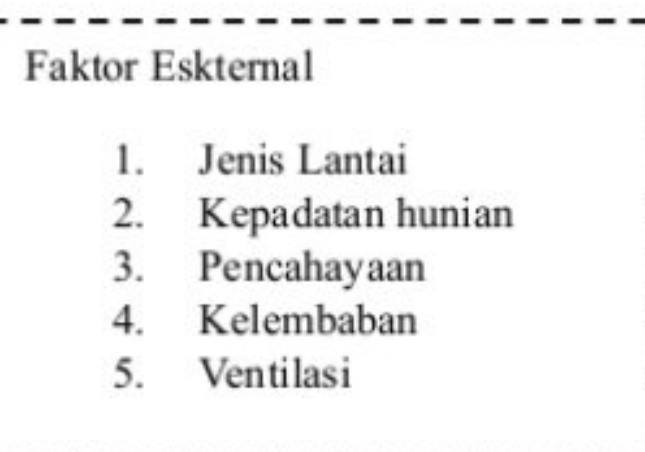 Faktor Eskternal
1. Jenis Lantai
2. Kepadatan hunian
3. Pencahayaan
4. Kelembaban
5. Ventilasi